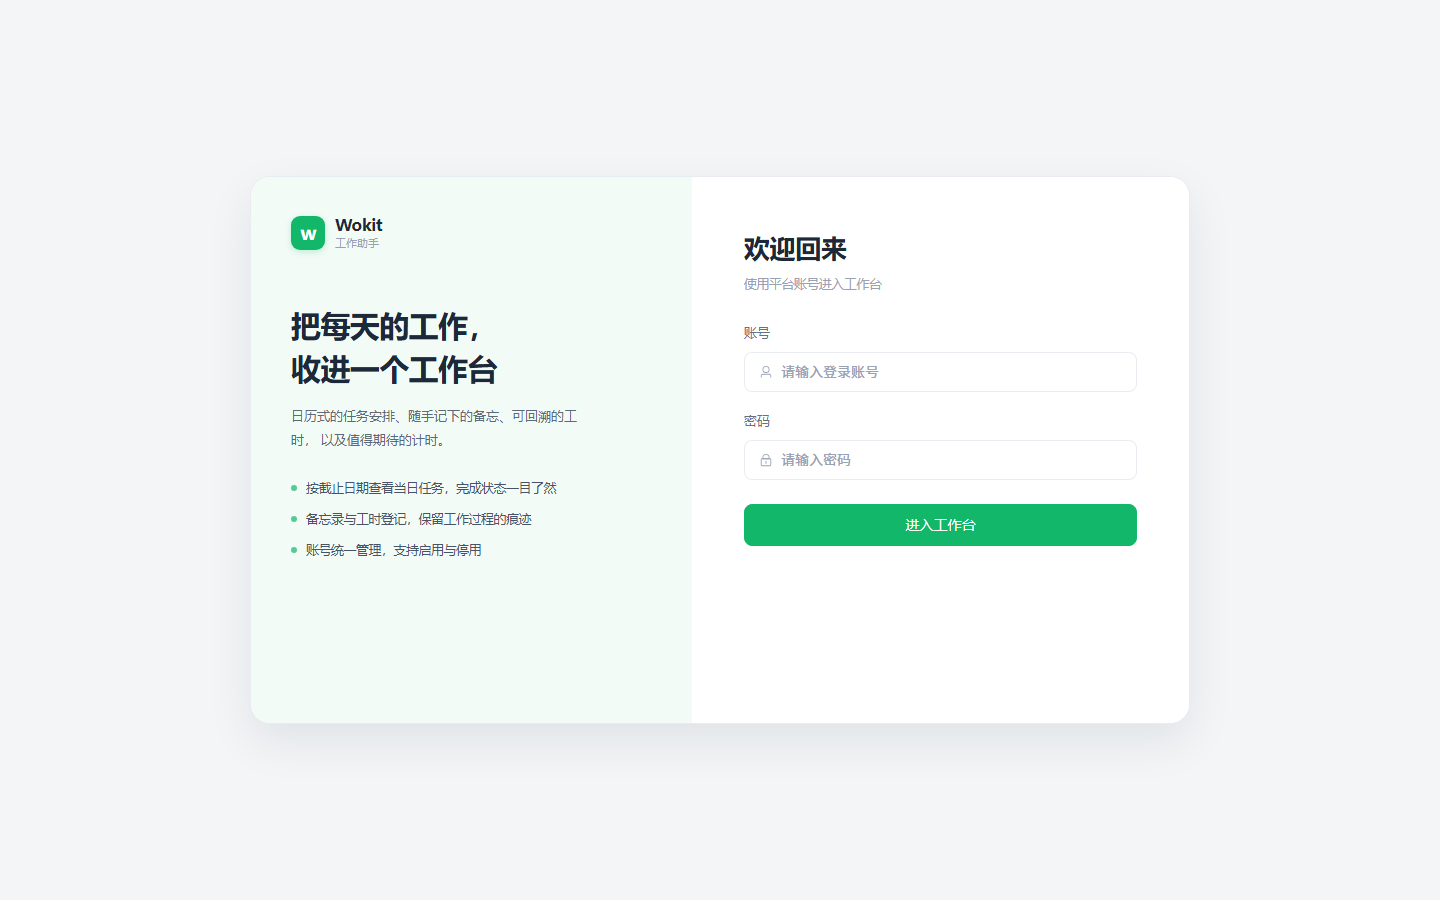 w
Wokit
工作助手
把每天的工作，
收进一个工作台
日历式的任务安排、随手记下的备忘、可回溯的工
时， 以及值得期待的计时。
按截止日期查看当日任务，完成状态一目了然
备忘录与工时登记，保留工作过程的痕迹
账号统一管理，支持启用与停用
欢迎回来
使用平台账号进入工作台
账号
请输入登录账号
密码
请输入密码
进入工作台